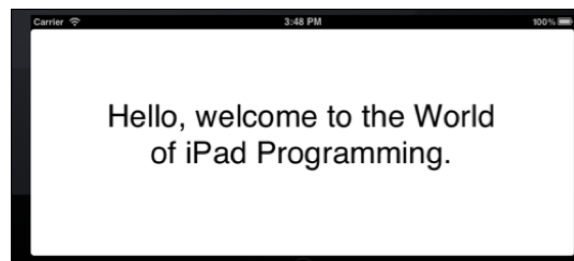 Carrier 3:48 PM 100%
Hello, welcome to the World
of iPad Programming.